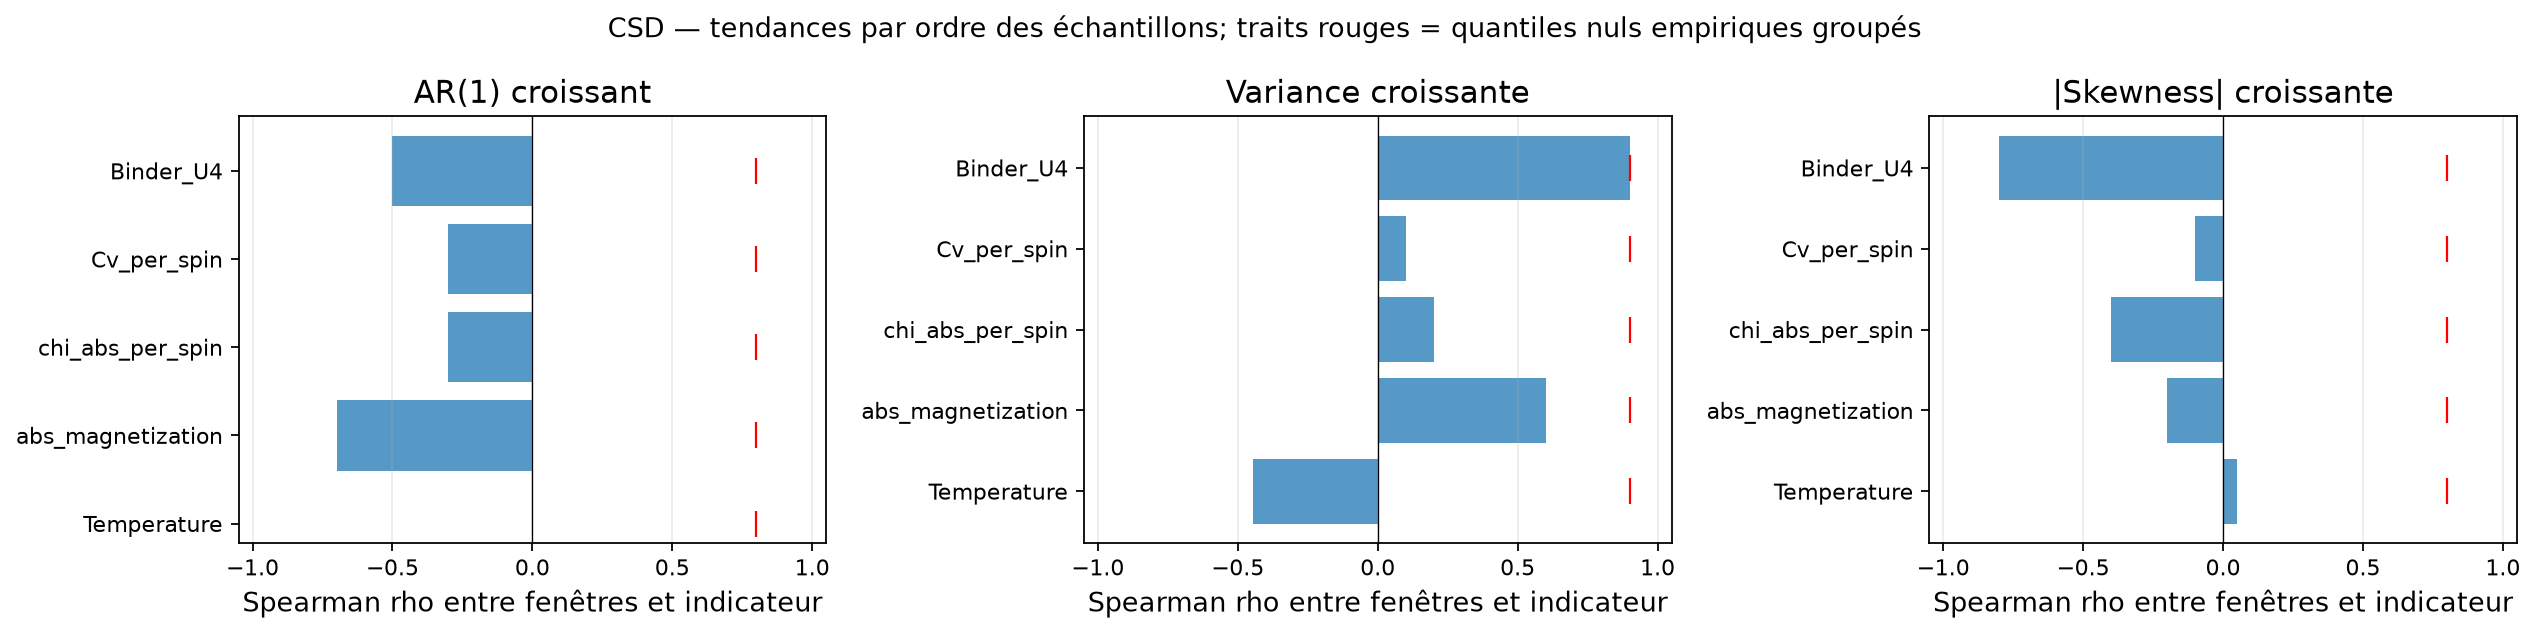 CSD — tendances par ordre des échantillons; traits rouges = quantiles nuls empiriques groupés
AR(1) croissant
Binder_U4
Cv_per_spin
chi_abs_per_spin
abs_magnetization
Temperature
−1.0 −0.5 0.0 0.5 1.0
Spearman rho entre fenêtres et indicateur
Variance croissante
Binder_U4
Cv_per_spin
chi_abs_per_spin
abs_magnetization
Temperature
−1.0 −0.5 0.0 0.5 1.0
Spearman rho entre fenêtres et indicateur
|Skewness| croissante
Binder_U4
Cv_per_spin
chi_abs_per_spin
abs_magnetization
Temperature
−1.0 −0.5 0.0 0.5 1.0
Spearman rho entre fenêtres et indicateur